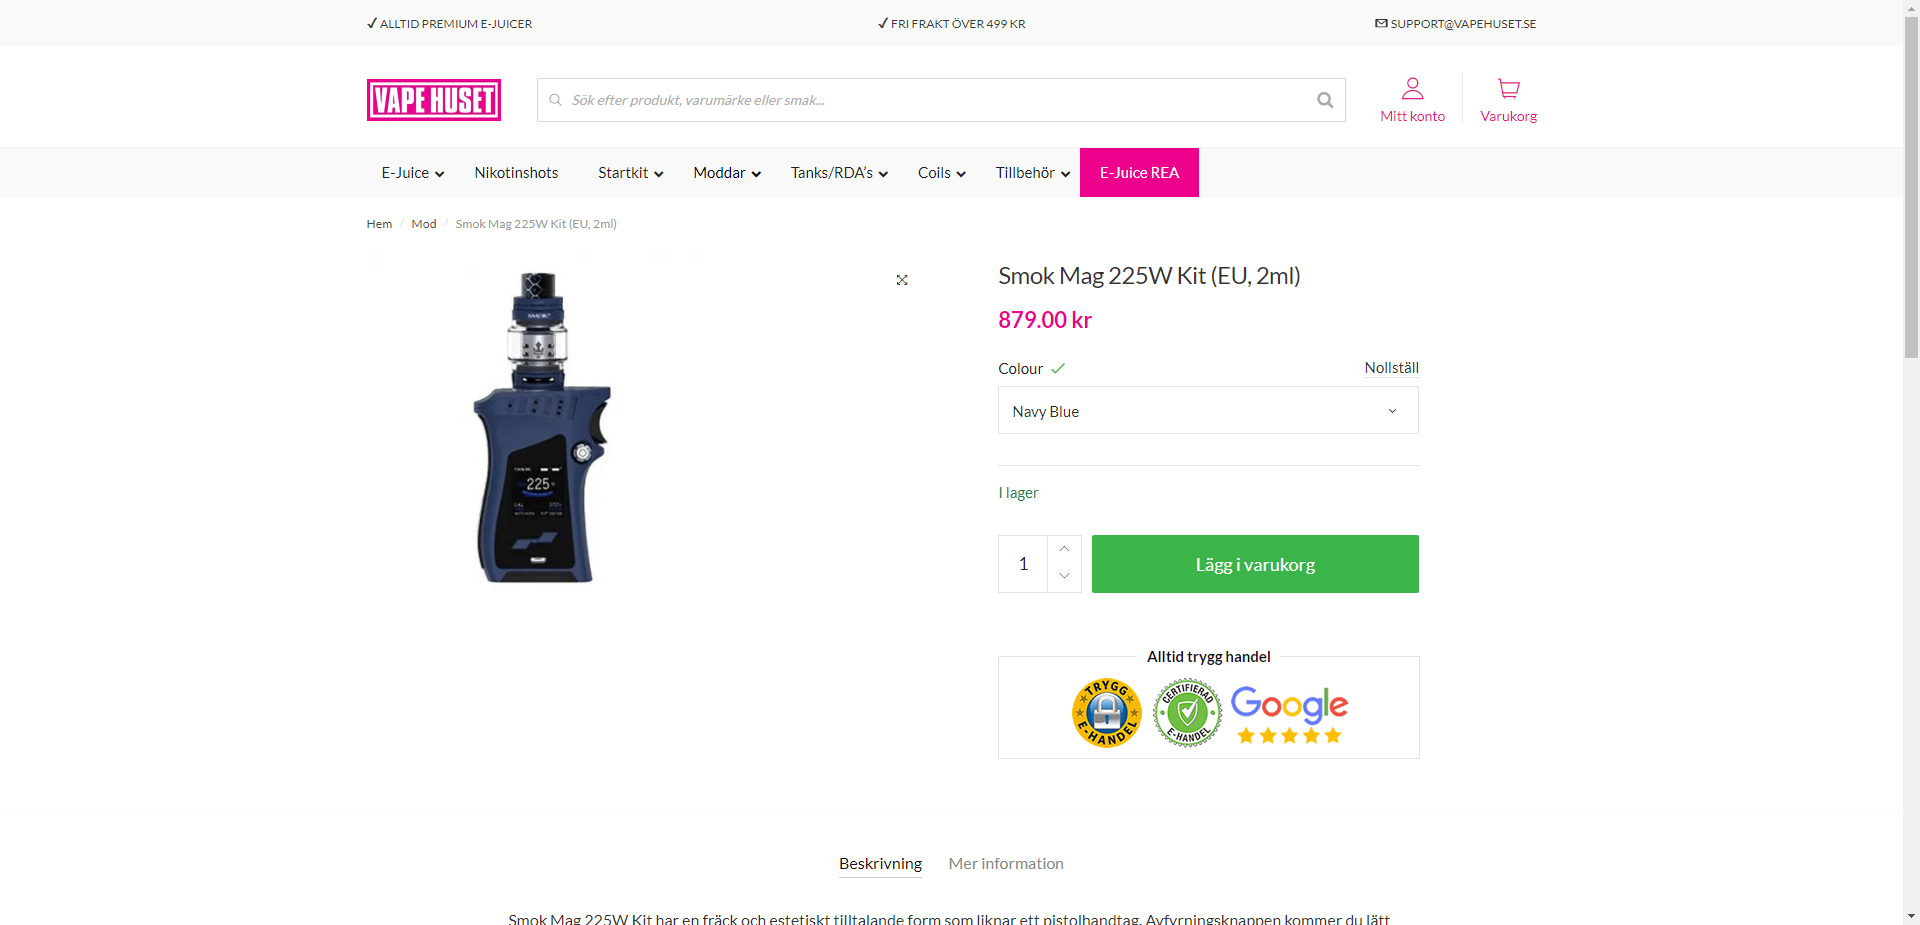 ALLTID PREMIUM E-JUICER
FRI FRAKT ÖVER 499 KR
SUPPORT@VAPEHUSET.SE
VAPE HUSET
Sök efter produkt, varumärke eller smak...
Mitt konto
Varukorg
E-Juice
Nikotinshots
Startkit
Moddar
Tanks/RDA’s
Coils
Tillbehör
E-Juice REA
Hem / Mod / Smok Mag 225W Kit (EU, 2ml)
SMOK
225
Smok Mag 225W Kit (EU, 2ml)
879.00 kr
Colour
Nollställ
Navy Blue
I lager
1
Lägg i varukorg
Alltid trygg handel
TRYGG
E-HANDEL
CERTIFIERAD
E-HANDEL
Google
Beskrivning
Mer information
Smok Mag 225W Kit har en fräck och estetiskt tilltalande form som liknar ett pistolhandtag. Avfyrningsknappen kommer du lätt